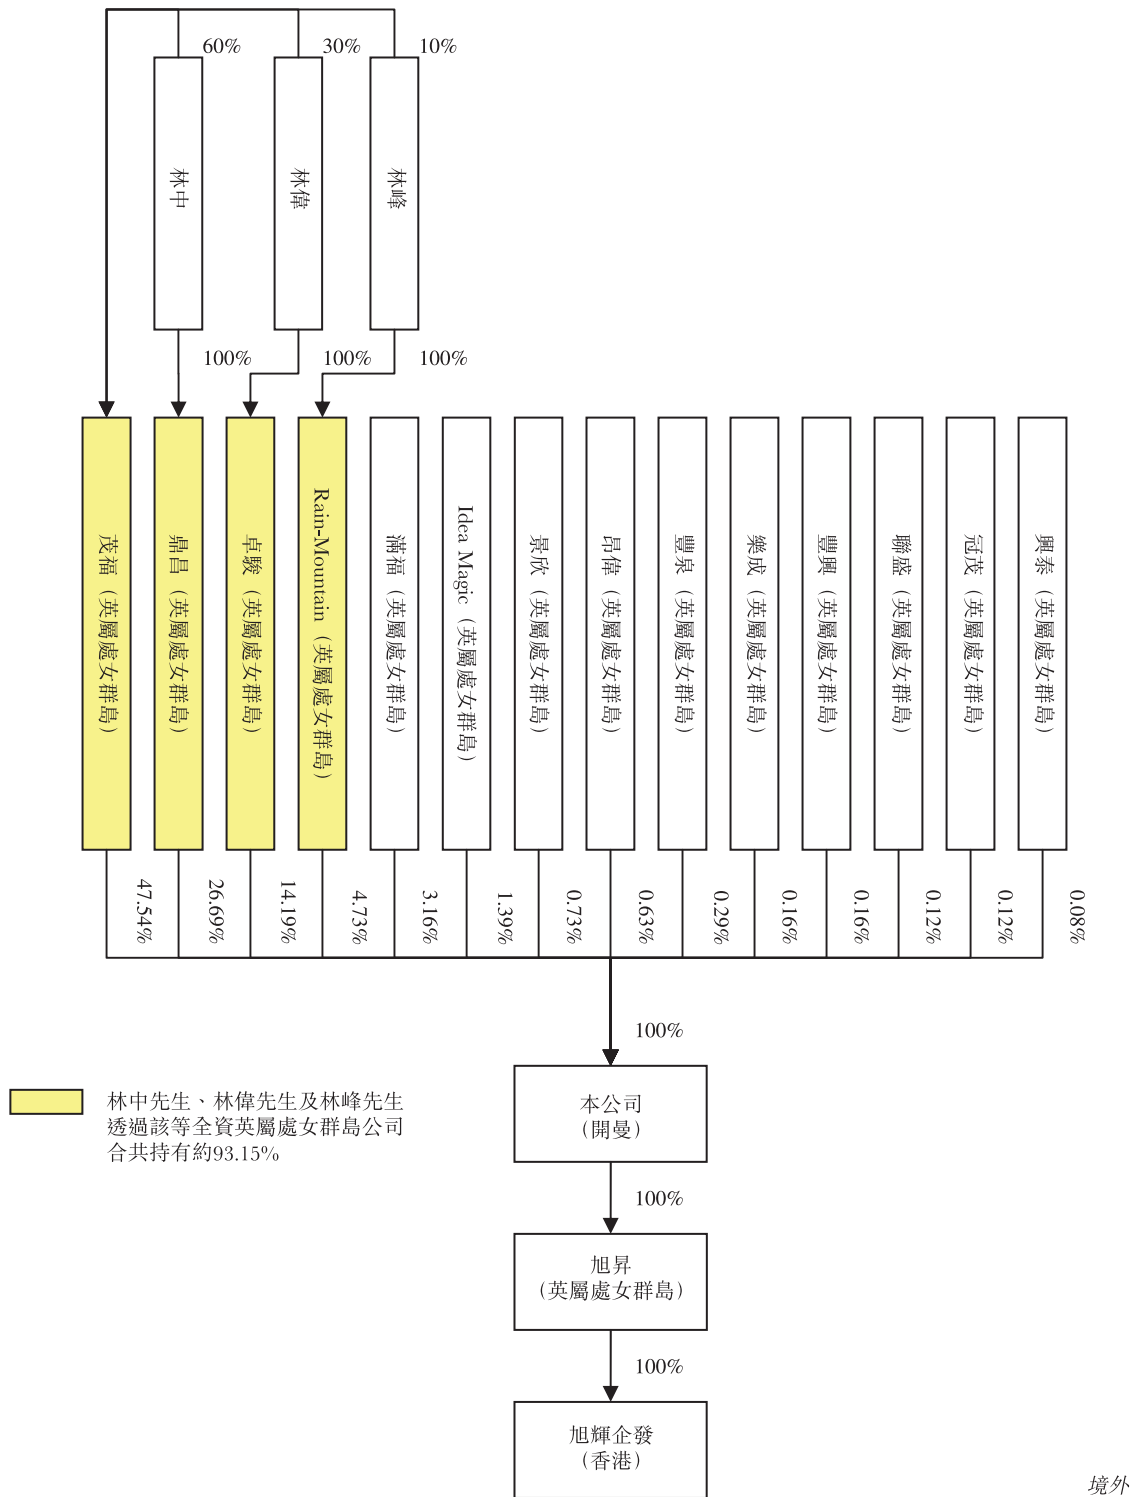 60%
30%
10%
林中
林偉
林峰
100%
100%
100%
茂福（英屬處女群島）
鼎昌（英屬處女群島）
卓駿（英屬處女群島）
Rain-Mountain（英屬處女群島）
滿福（英屬處女群島）
Idea Magic（英屬處女群島）
景欣（英屬處女群島）
昂偉（英屬處女群島）
豐泉（英屬處女群島）
樂成（英屬處女群島）
豐興（英屬處女群島）
聯盛（英屬處女群島）
冠茂（英屬處女群島）
興泰（英屬處女群島）
47.54%
26.69%
14.19%
4.73%
3.16%
1.39%
0.73%
0.63%
0.29%
0.16%
0.16%
0.12%
0.12%
0.08%
100%
林中先生、林偉先生及林峰先生
透過該等全資英屬處女群島公司
合共持有約93.15%
本公司
（開曼）
100%
旭昇
（英屬處女群島）
100%
旭輝企發
（香港）
境外